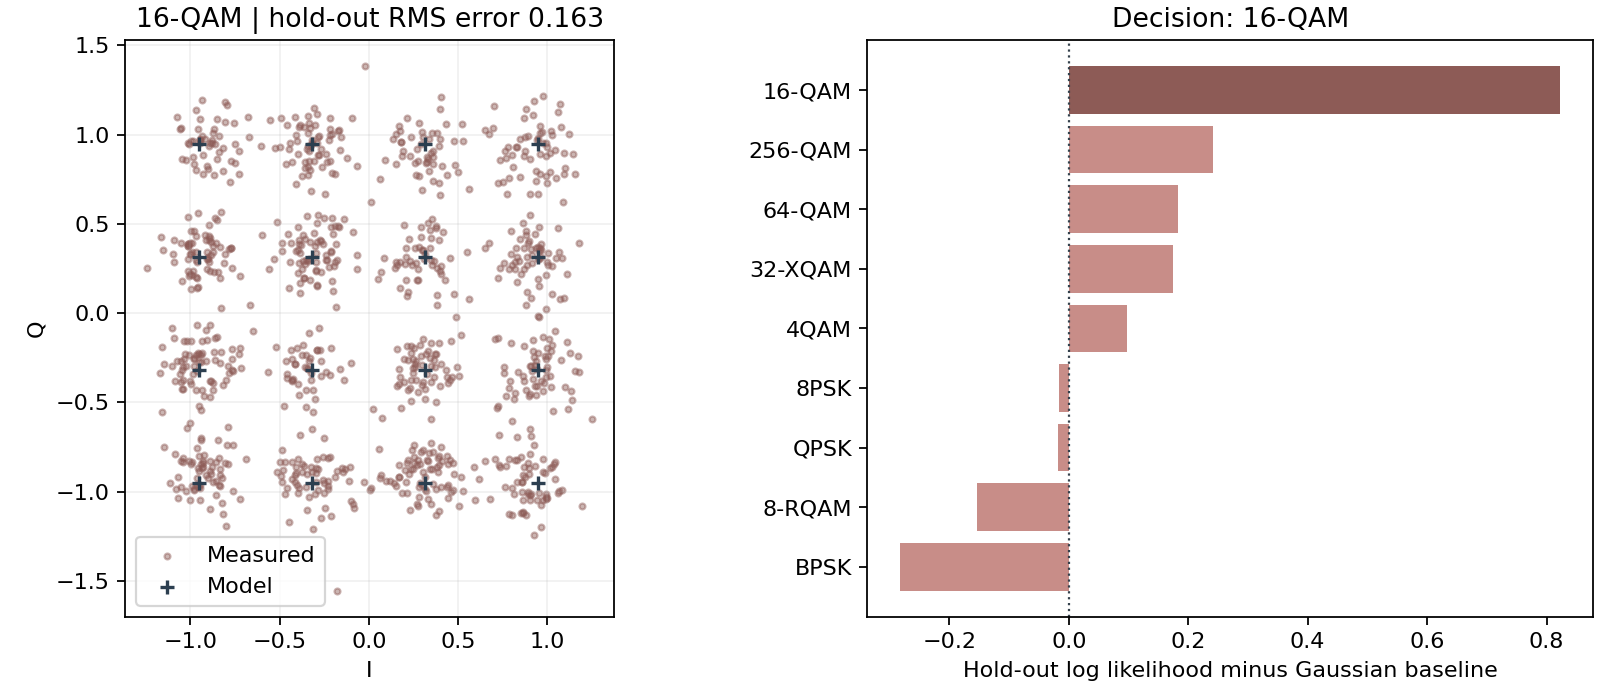 16-QAM | hold-out RMS error 0.163
1.5
1.0
0.5
0.0
−0.5
−1.0
−1.5
Q
Measured
Model
−1.0
−0.5
0.0
0.5
1.0
I
Decision: 16-QAM
16-QAM
256-QAM
64-QAM
32-XQAM
4QAM
8PSK
QPSK
8-RQAM
BPSK
−0.2
0.0
0.2
0.4
0.6
0.8
Hold-out log likelihood minus Gaussian baseline